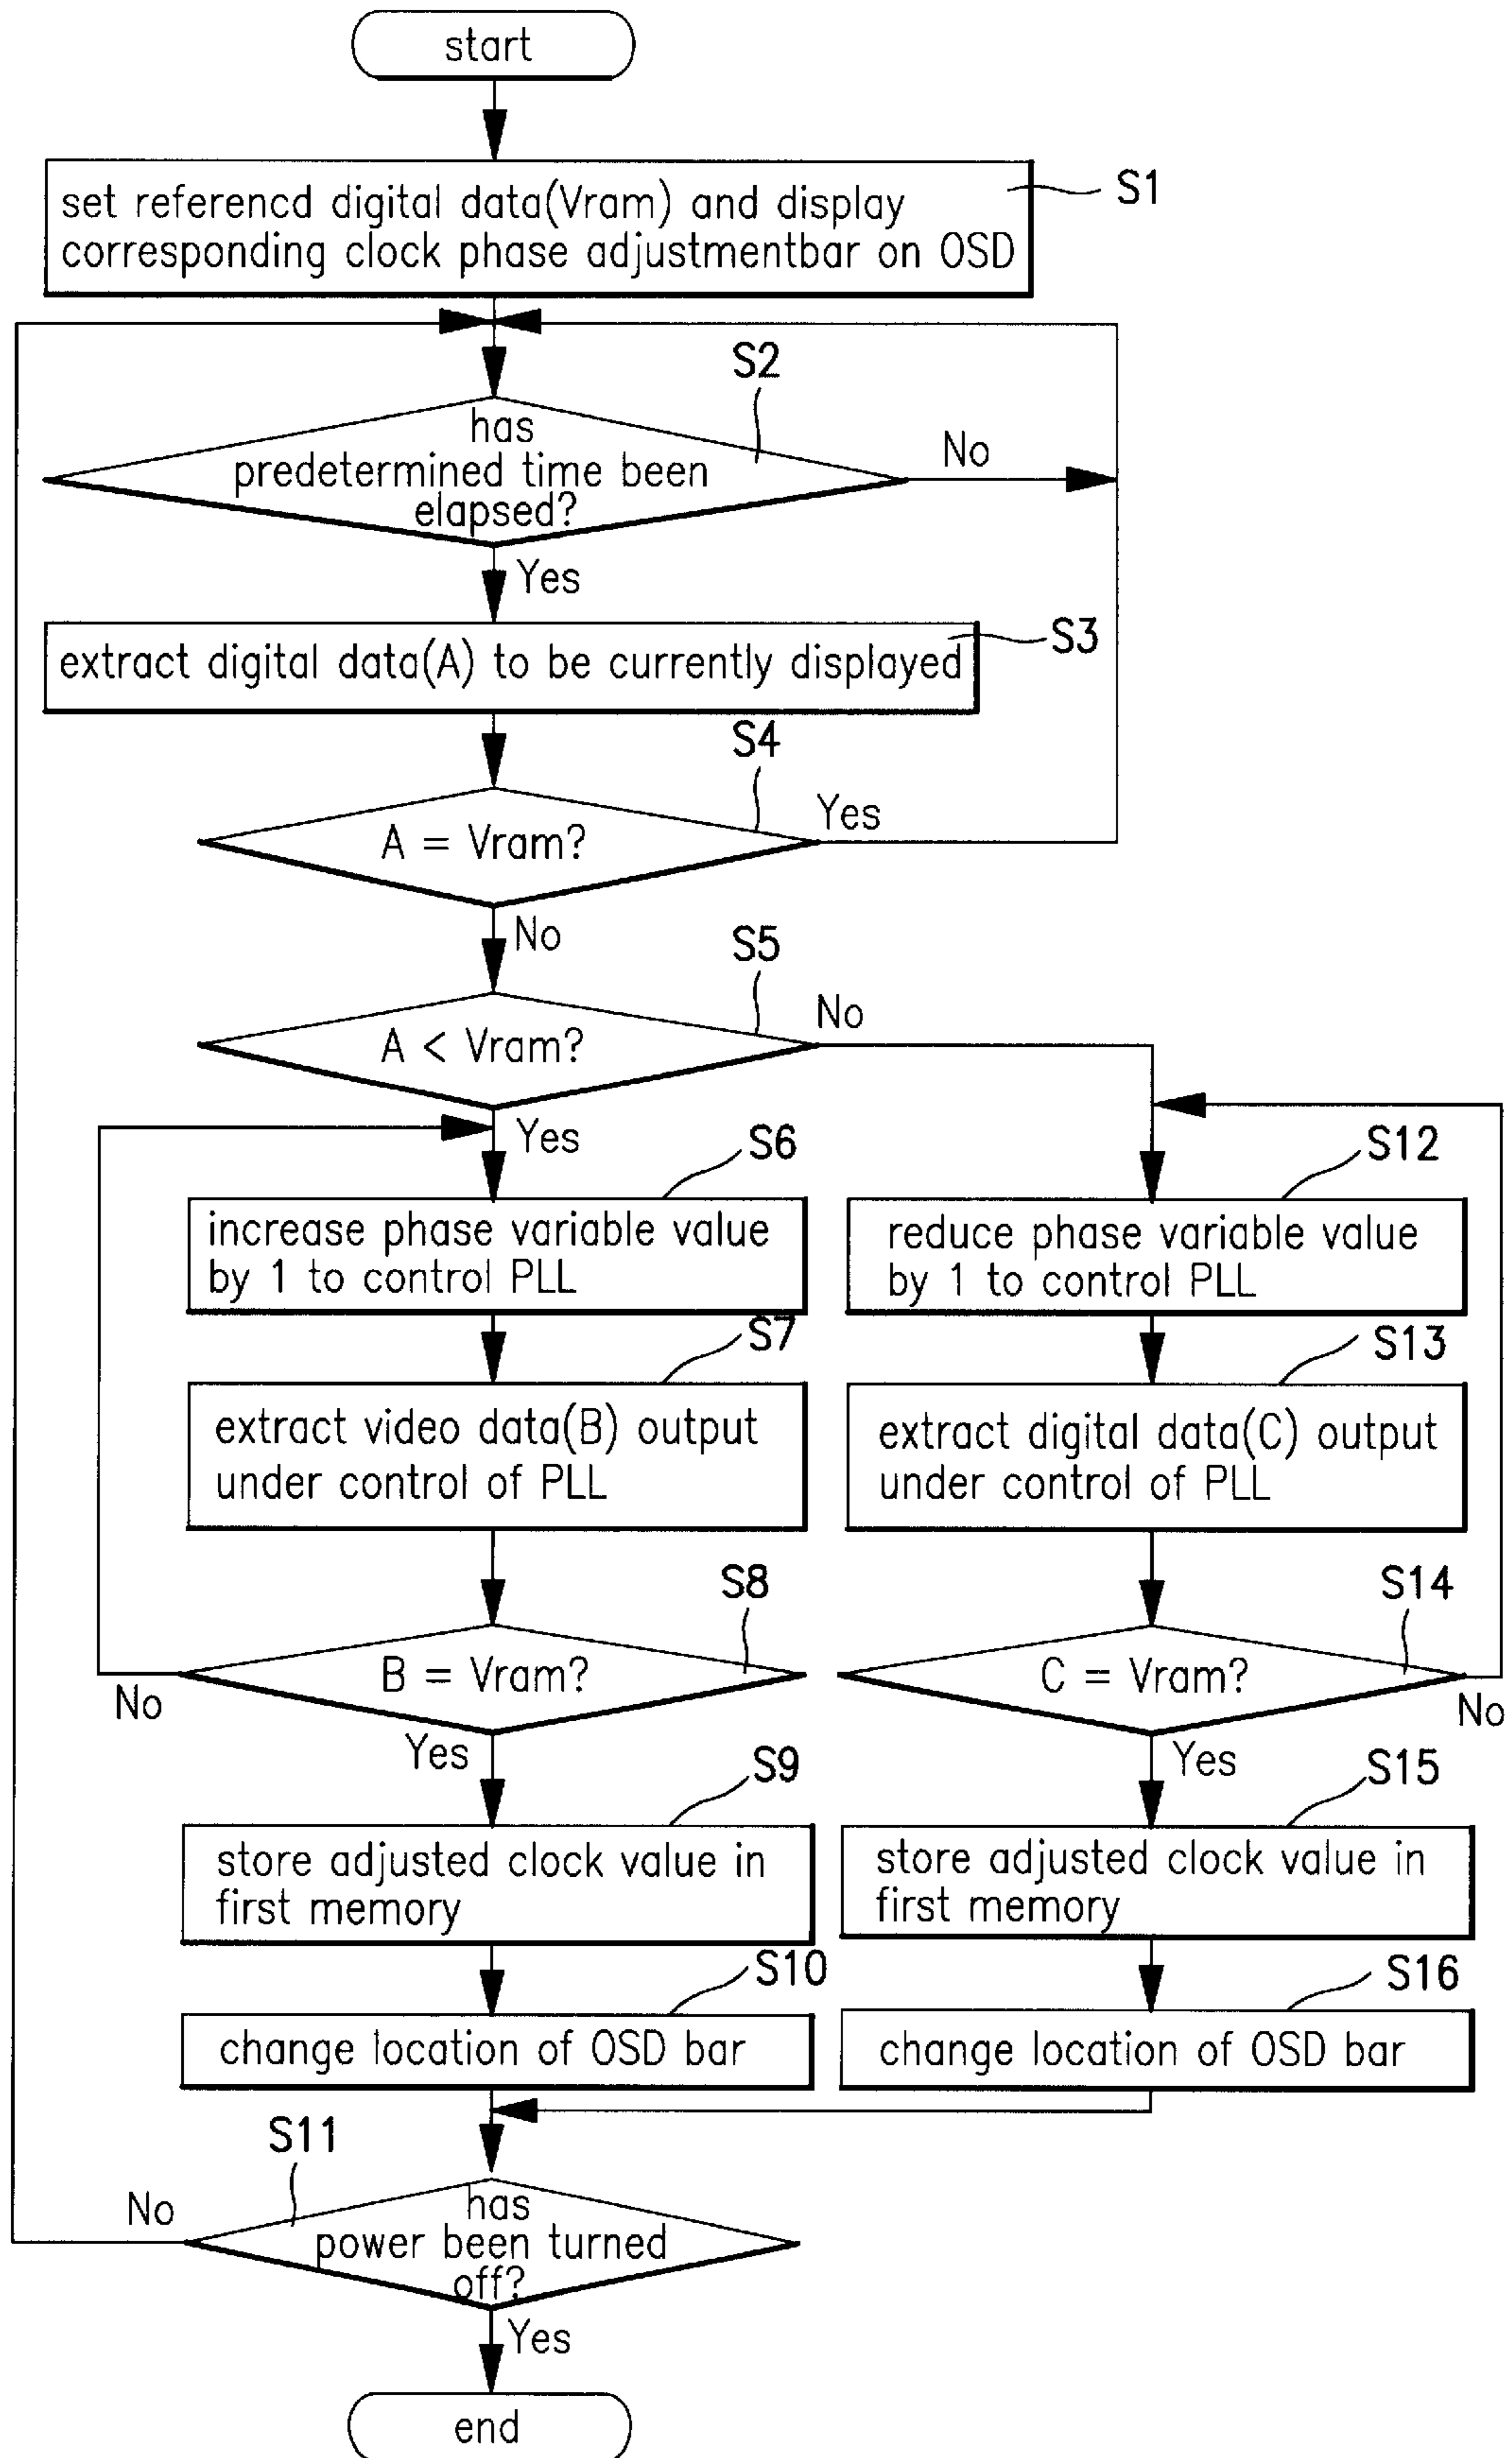 start
set referencd digital data(Vram) and display
corresponding clock phase adjustmentbar on OSD
S1
S2
has
predetermined time been
elapsed?
No
Yes
extract digital data(A) to be currently displayed
S3
S4
A = Vram?
Yes
No
S5
A < Vram?
No
Yes
S6
increase phase variable value
by 1 to control PLL
S12
reduce phase variable value
by 1 to control PLL
S7
extract video data(B) output
under control of PLL
S13
extract digital data(C) output
under control of PLL
S8
B = Vram?
No
Yes
S14
C = Vram?
No
Yes
S9
store adjusted clock value in
first memory
S15
store adjusted clock value in
first memory
S10
change location of OSD bar
S16
change location of OSD bar
S11
has
power been turned
off?
No
Yes
end